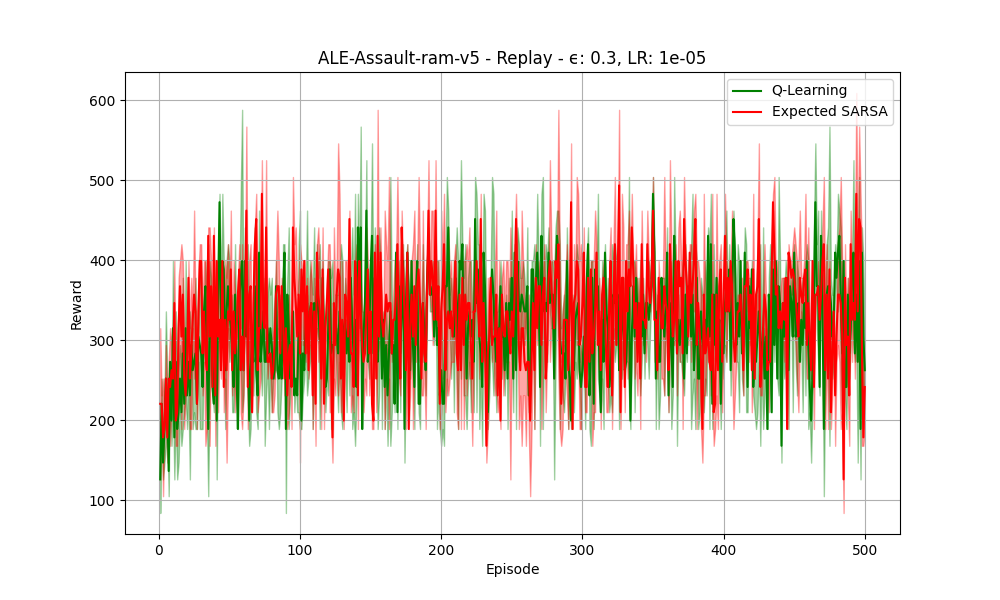 ALE-Assault-ram-v5 - Replay - ϵ: 0.3, LR: 1e-05
Q-Learning
Expected SARSA
Reward
600
500
400
300
200
100
0
100
200
300
400
500
Episode